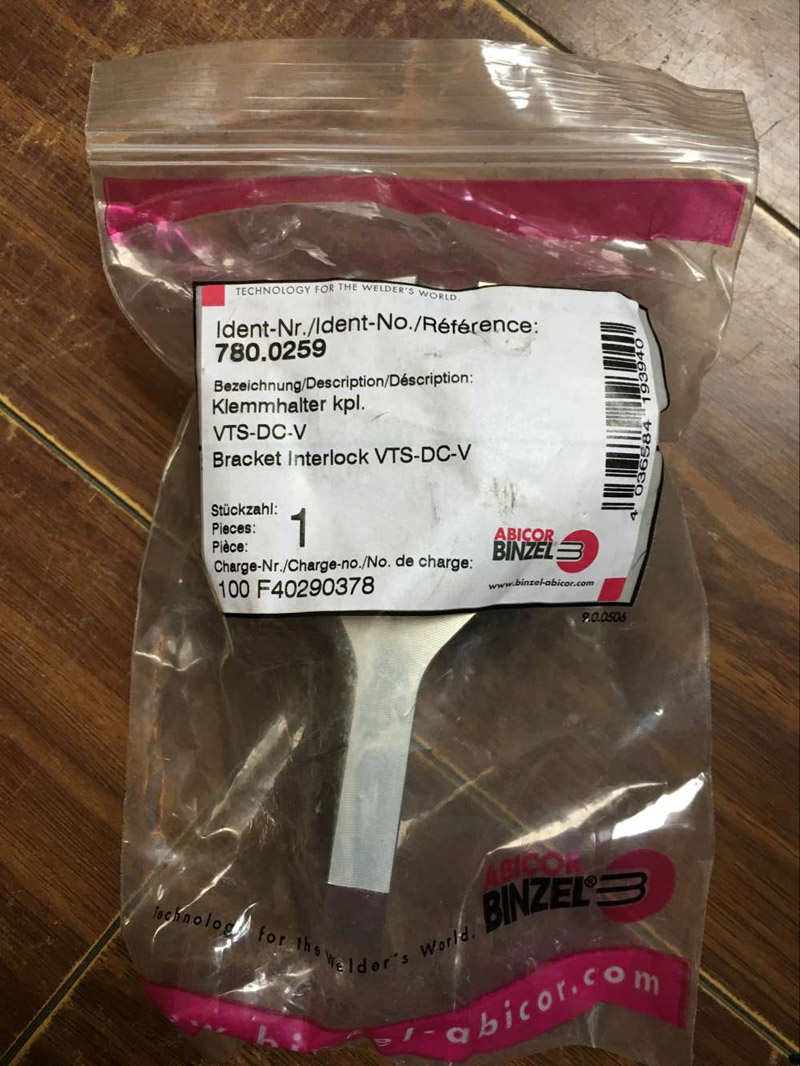 TECHNOLOGY FOR THE WELDER'S WORLD.
Ident-Nr./Ident-No./Référence:
780.0259
Bezeichnung/Description/Déscription:
Klemmhalter kpl.
VTS-DC-V
Bracket Interlock VTS-DC-V
Stückzahl:
Pieces:
Pièce:
1
Charge-Nr./Charge-no./No. de charge:
100 F40290378
4 036584 193940
ABICOR
BINZEL
www.binzel-abicor.com
9.0.0506
ABICOR
BINZEL®
Technology for the Welder's World.
-abicor.com